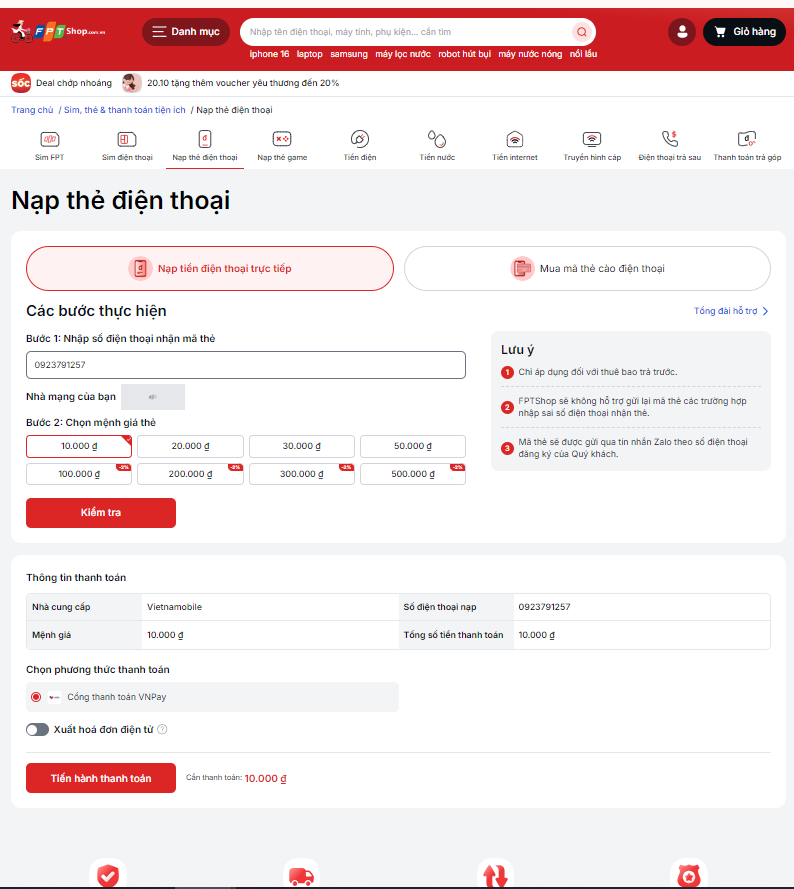 FPT Shop.com.vn
Danh mục
Nhập tên điện thoại, máy tính, phụ kiện... cần tìm
Giỏ hàng
iphone 16 laptop samsung máy lọc nước robot hút bụi máy nước nóng nồi lẩu
SỐC Deal chớp nhoáng
20.10 tặng thêm voucher yêu thương đến 20%
Trang chủ / Sim, thẻ & thanh toán tiện ích / Nạp thẻ điện thoại
Sim FPT
Sim điện thoại
Nạp thẻ điện thoại
Nạp thẻ game
Tiền điện
Tiền nước
Tiền internet
Truyền hình cáp
Điện thoại trả sau
Thanh toán trả góp
Nạp thẻ điện thoại
Nạp tiền điện thoại trực tiếp
Mua mã thẻ cào điện thoại
Các bước thực hiện
Tổng đài hỗ trợ
Bước 1: Nhập số điện thoại nhận mã thẻ
0923791257
Nhà mạng của bạn
Bước 2: Chọn mệnh giá thẻ
10.000 ₫
20.000 ₫
30.000 ₫
50.000 ₫
100.000 ₫ -3%
200.000 ₫ -3%
300.000 ₫ -3%
500.000 ₫ -3%
Kiểm tra
Lưu ý
1 Chỉ áp dụng đối với thuê bao trả trước.
2 FPTShop sẽ không hỗ trợ gửi lại mã thẻ các trường hợp
nhập sai số điện thoại nhận thẻ.
3 Mã thẻ sẽ được gửi qua tin nhắn Zalo theo số điện thoại
đăng ký của Quý khách.
Thông tin thanh toán
Nhà cung cấp Vietnamobile Số điện thoại nạp 0923791257
Mệnh giá 10.000 ₫ Tổng số tiền thanh toán 10.000 ₫
Chọn phương thức thanh toán
Cổng thanh toán VNPay
Xuất hoá đơn điện tử
Tiến hành thanh toán
Cần thanh toán: 10.000 ₫